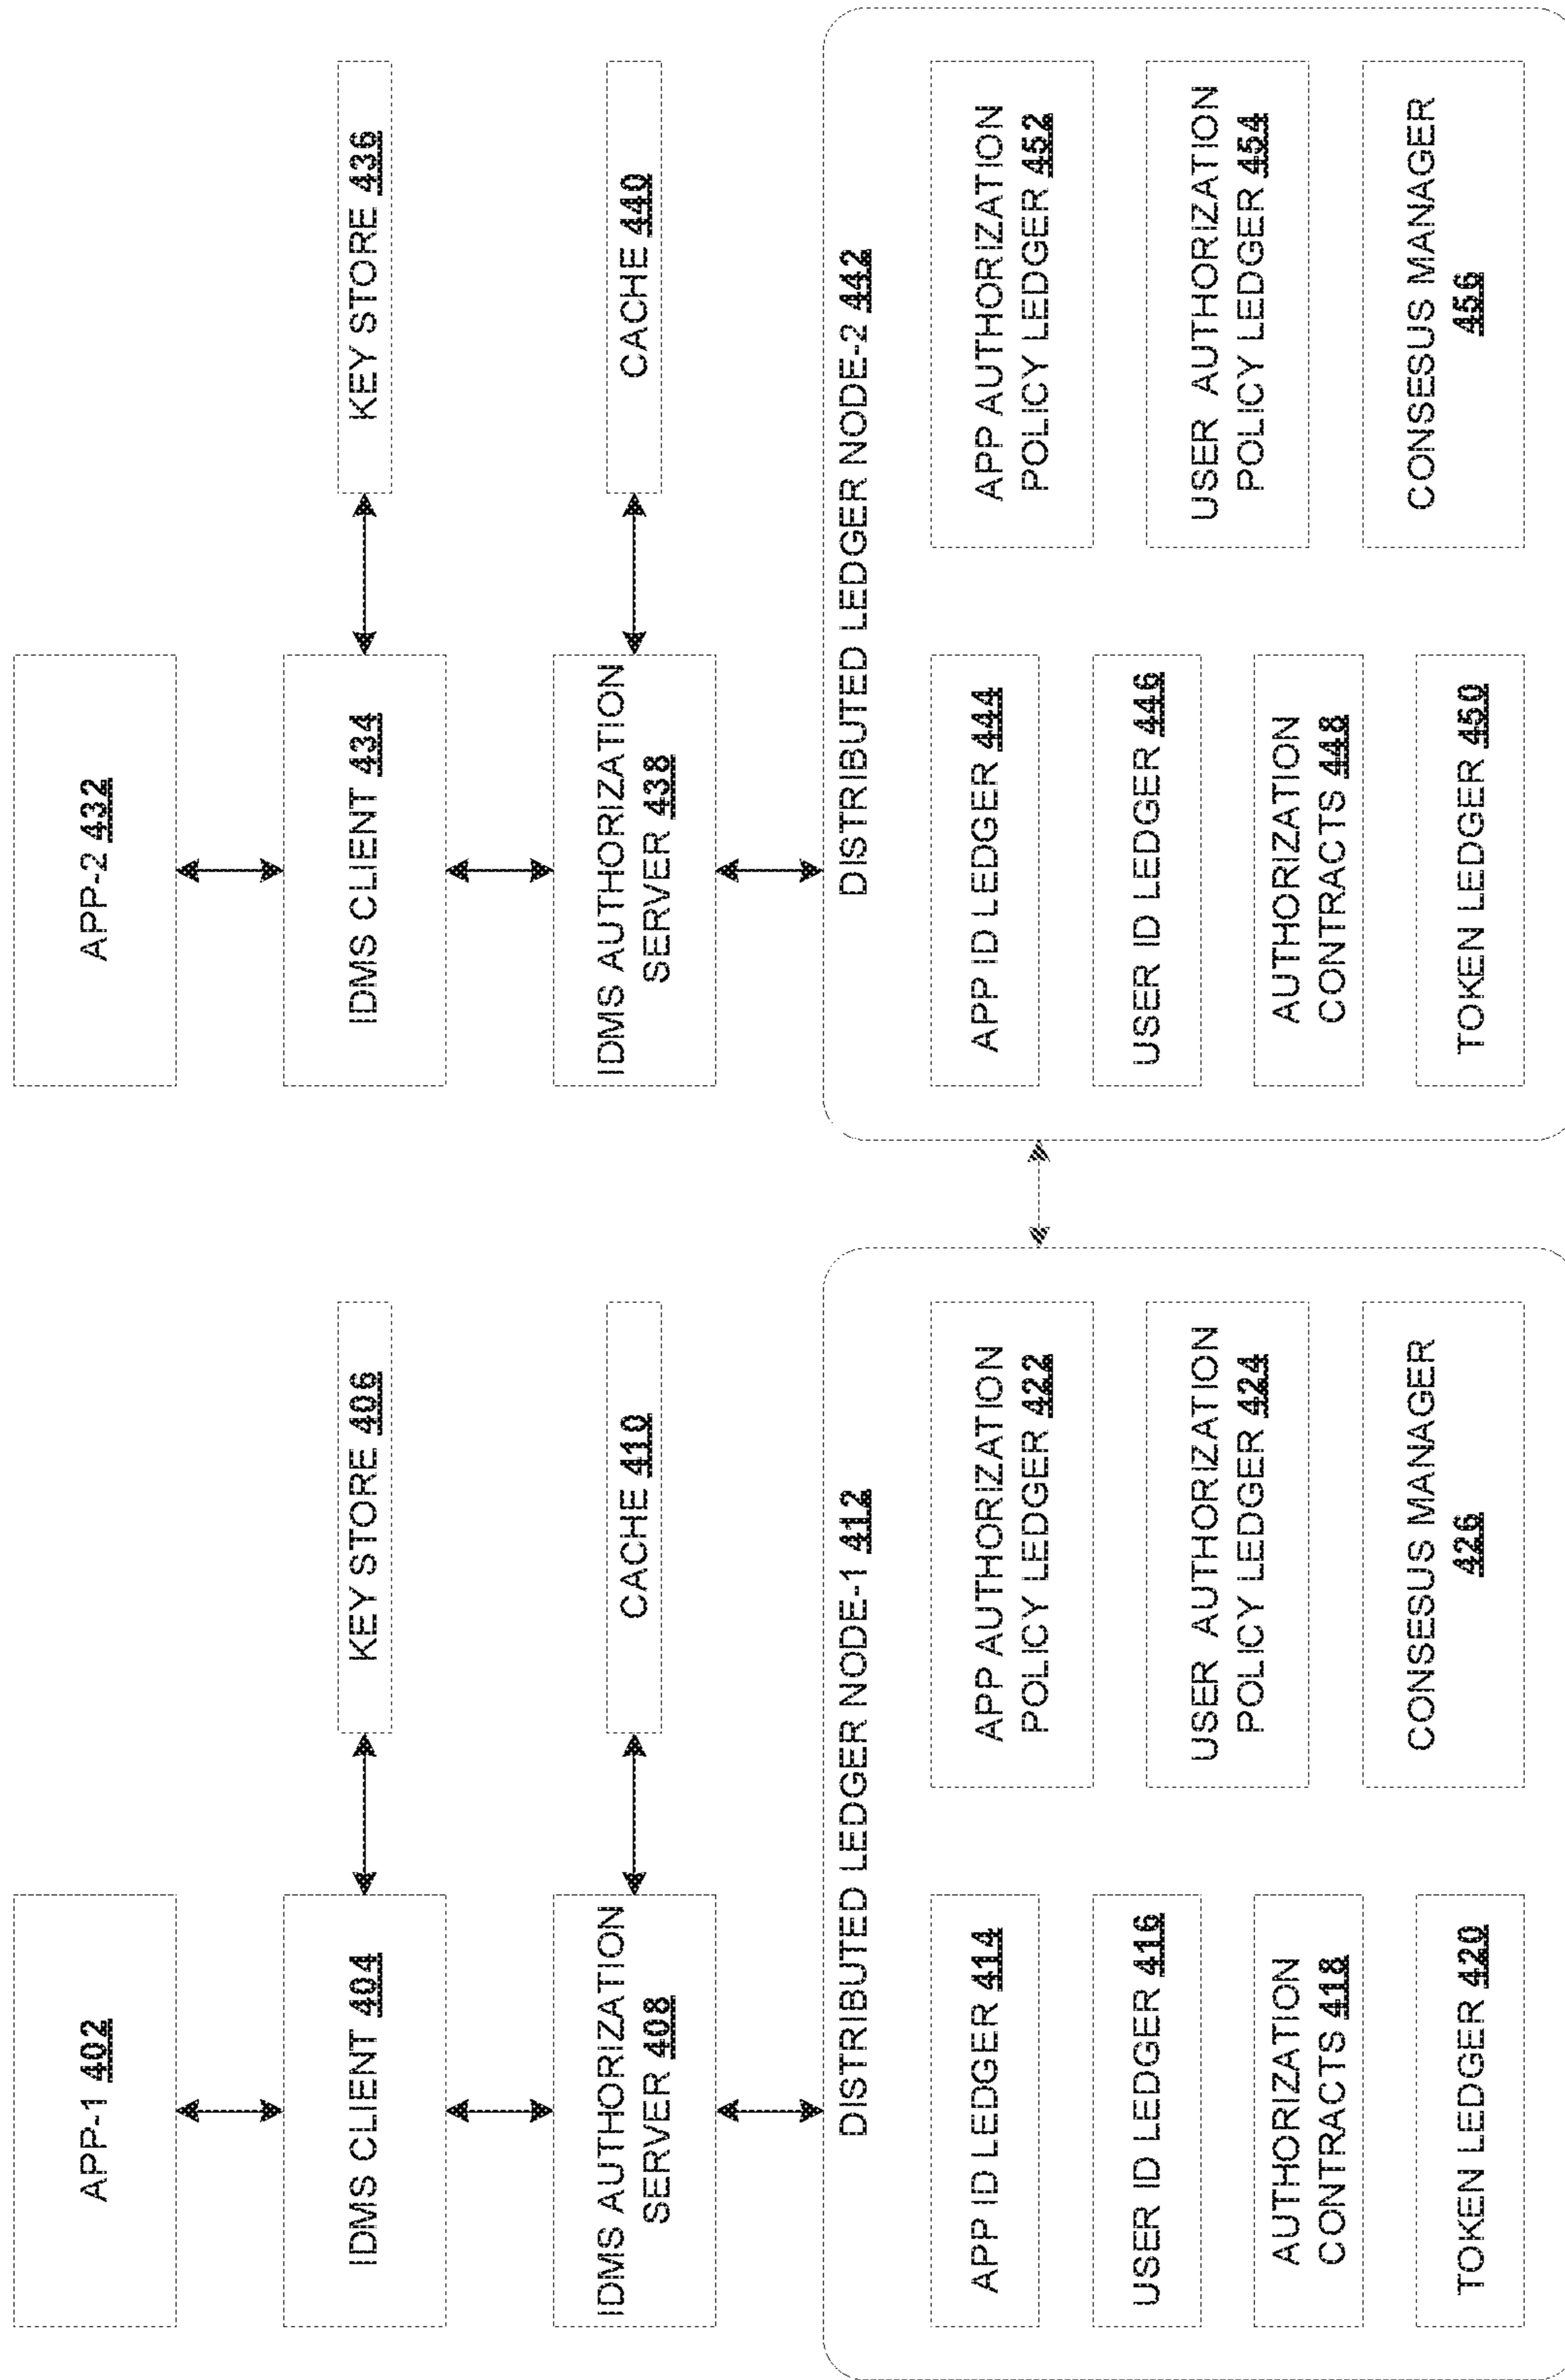 APP-1 402
IDMS CLIENT 404
KEY STORE 406
IDMS AUTHORIZATION
SERVER 408
CACHE 410
DISTRIBUTED LEDGER NODE-1 412
APP ID LEDGER 414
USER ID LEDGER 416
AUTHORIZATION
CONTRACTS 418
TOKEN LEDGER 420
APP AUTHORIZATION
POLICY LEDGER 422
USER AUTHORIZATION
POLICY LEDGER 424
CONSESUS MANAGER
426
APP-2 432
IDMS CLIENT 434
KEY STORE 436
IDMS AUTHORIZATION
SERVER 438
CACHE 440
DISTRIBUTED LEDGER NODE-2 442
APP ID LEDGER 444
USER ID LEDGER 446
AUTHORIZATION
CONTRACTS 448
TOKEN LEDGER 450
APP AUTHORIZATION
POLICY LEDGER 452
USER AUTHORIZATION
POLICY LEDGER 454
CONSESUS MANAGER
456